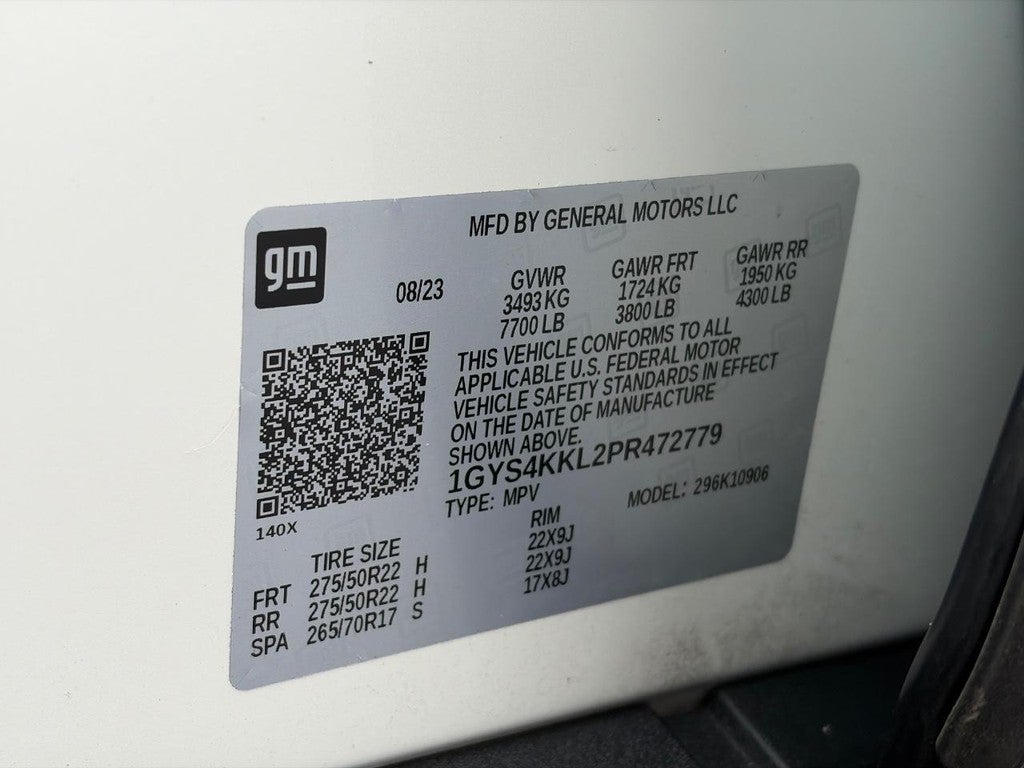 gm
MFD BY GENERAL MOTORS LLC
08/23
GVWR
3493 KG
7700 LB
GAWR FRT
1724 KG
3800 LB
GAWR RR
1950 KG
4300 LB
THIS VEHICLE CONFORMS TO ALL
APPLICABLE U.S. FEDERAL MOTOR
VEHICLE SAFETY STANDARDS IN EFFECT
ON THE DATE OF MANUFACTURE
SHOWN ABOVE.
1GYS4KKL2PR472779
TYPE: MPV
MODEL: 296K10906
140X
TIRE SIZE RIM
FRT 275/50R22 H 22X9J
RR 275/50R22 H 22X9J
SPA 265/70R17 S 17X8J